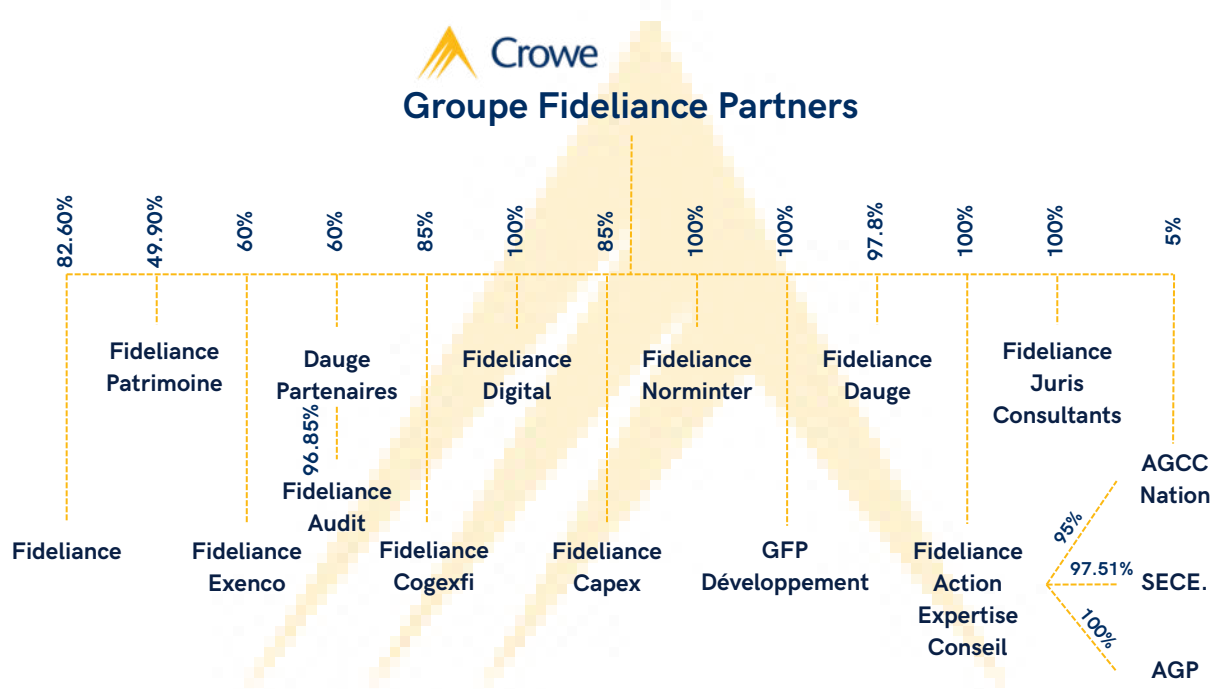 Crowe
Groupe Fideliance Partners
82.60%
49.90%
60%
60%
85%
100%
85%
100%
100%
97.8%
100%
100%
5%
Fideliance
Patrimoine
Dauge
Partenaires
Fideliance
Digital
Fideliance
Norminter
Fideliance
Dauge
Fideliance
Juris
Consultants
96.85%
Fideliance
Audit
AGCC
Nation
Fideliance
Fideliance
Exenco
Fideliance
Cogexfi
Fideliance
Capex
GFP
Développement
Fideliance
Action
Expertise
Conseil
95%
97.51%
SECE.
100%
AGP